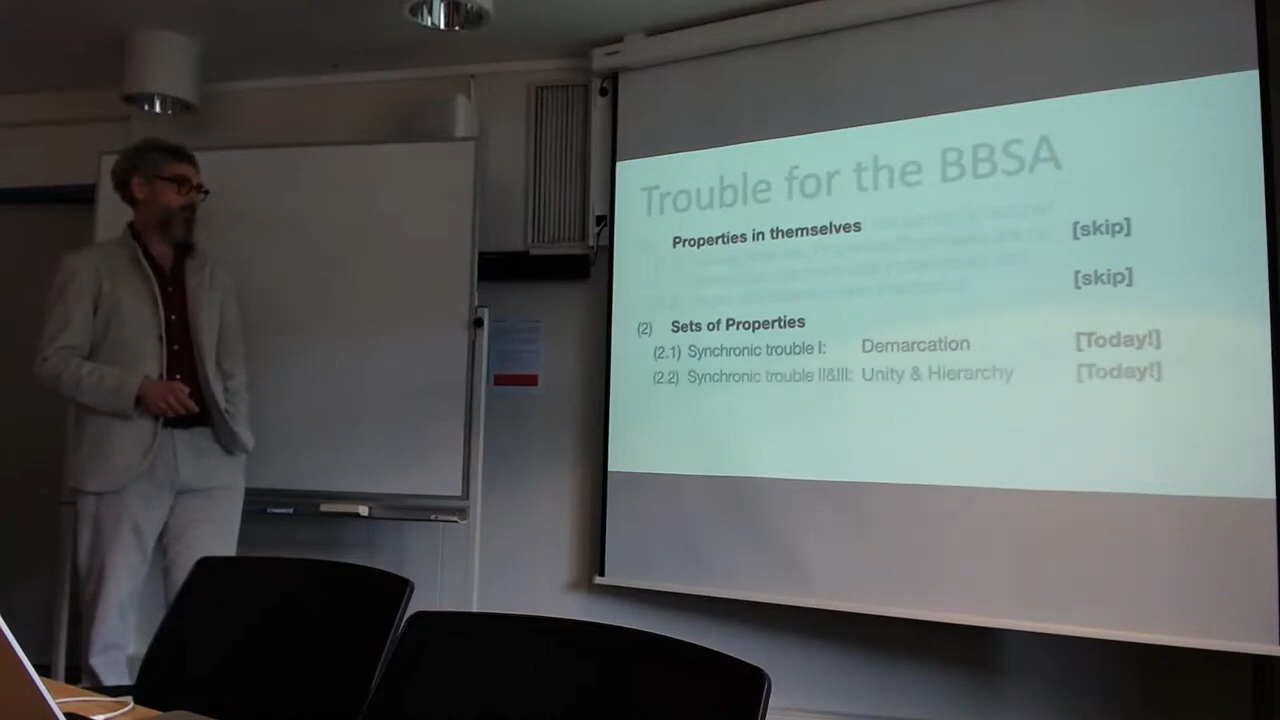 Trouble for the BBSA
Properties in themselves [skip]
[skip]
(2) Sets of Properties
(2.1) Synchronic trouble I: Demarcation [Today!]
(2.2) Synchronic trouble II&III: Unity & Hierarchy [Today!]